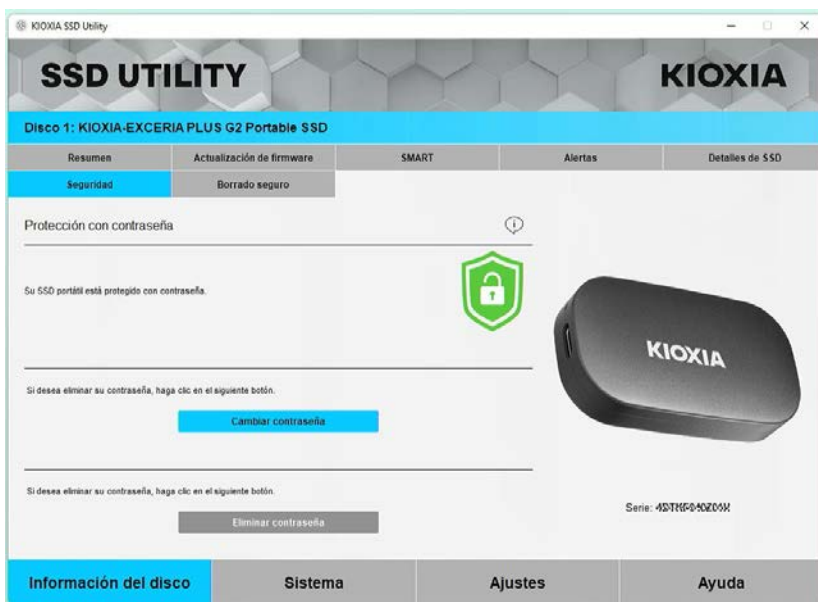 KIOXIA SSD Utility
SSD UTILITY
KIOXIA
Disco 1: KIOXIA-EXCERIA PLUS G2 Portable SSD
Resumen Actualización de firmware SMART Alertas Detalles de SSD
Seguridad Borrado seguro
Protección con contraseña
Su SSD portátil está protegido con contraseña.
KIOXIA
Si desea eliminar su contraseña, haga clic en el siguiente botón.
Cambiar contraseña
Si desea eliminar su contraseña, haga clic en el siguiente botón.
Serie:
Eliminar contraseña
Información del disco Sistema Ajustes Ayuda